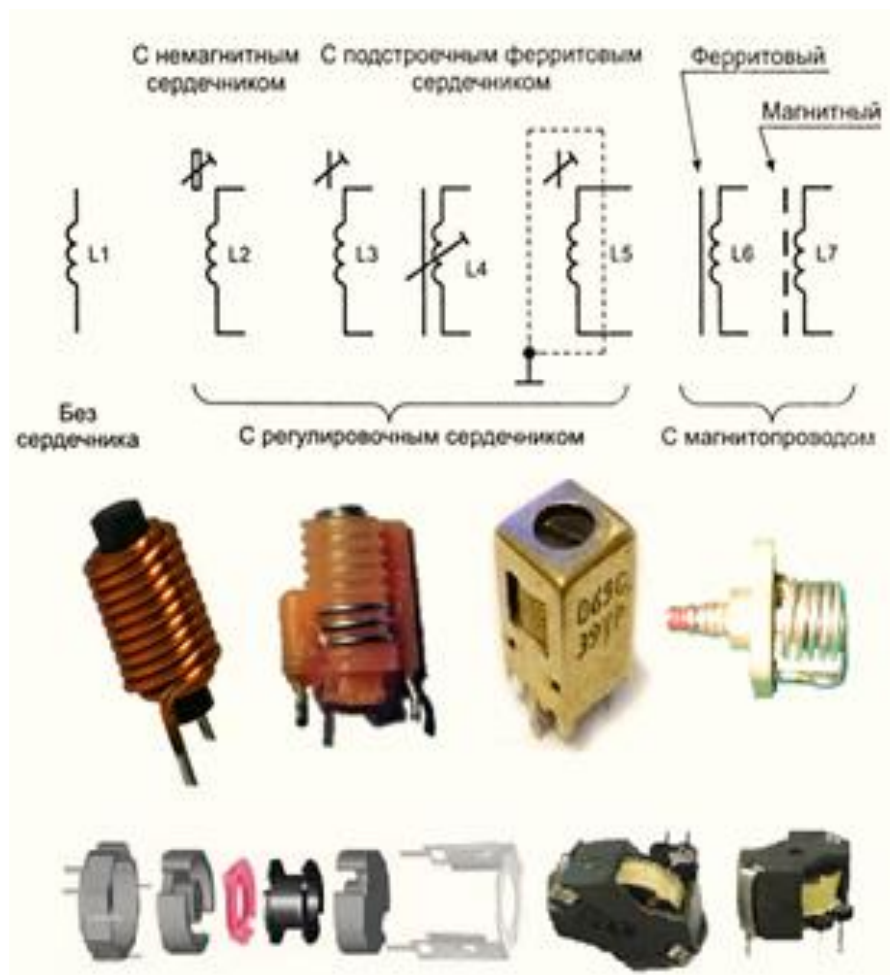 С немагнитным
сердечником
С подстроечным ферритовым
сердечником
Ферритовый
Магнитный
L1
L2
L3
L4
L5
L6
L7
Без
сердечника
С регулировочным сердечником
С магнитопроводом